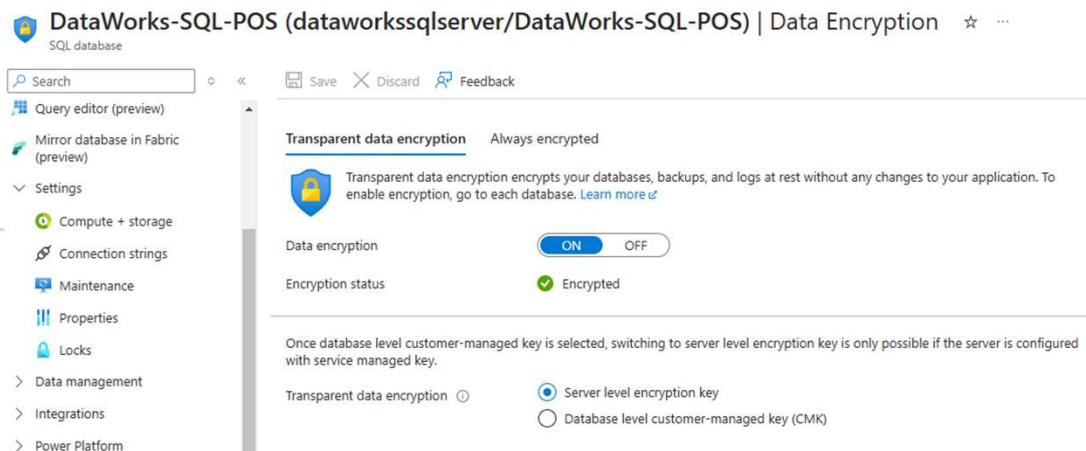 DataWorks-SQL-POS (dataworkssqlserver/DataWorks-SQL-POS) | Data Encryption
SQL database
Search
Query editor (preview)
Mirror database in Fabric
(preview)
Settings
Compute + storage
Connection strings
Maintenance
Properties
Locks
Data management
Integrations
Power Platform
Save Discard Feedback
Transparent data encryption Always encrypted
Transparent data encryption encrypts your databases, backups, and logs at rest without any changes to your application. To
enable encryption, go to each database. Learn more
Data encryption ON OFF
Encryption status Encrypted
Once database level customer-managed key is selected, switching to server level encryption key is only possible if the server is configured
with service managed key.
Transparent data encryption Server level encryption key
Database level customer-managed key (CMK)